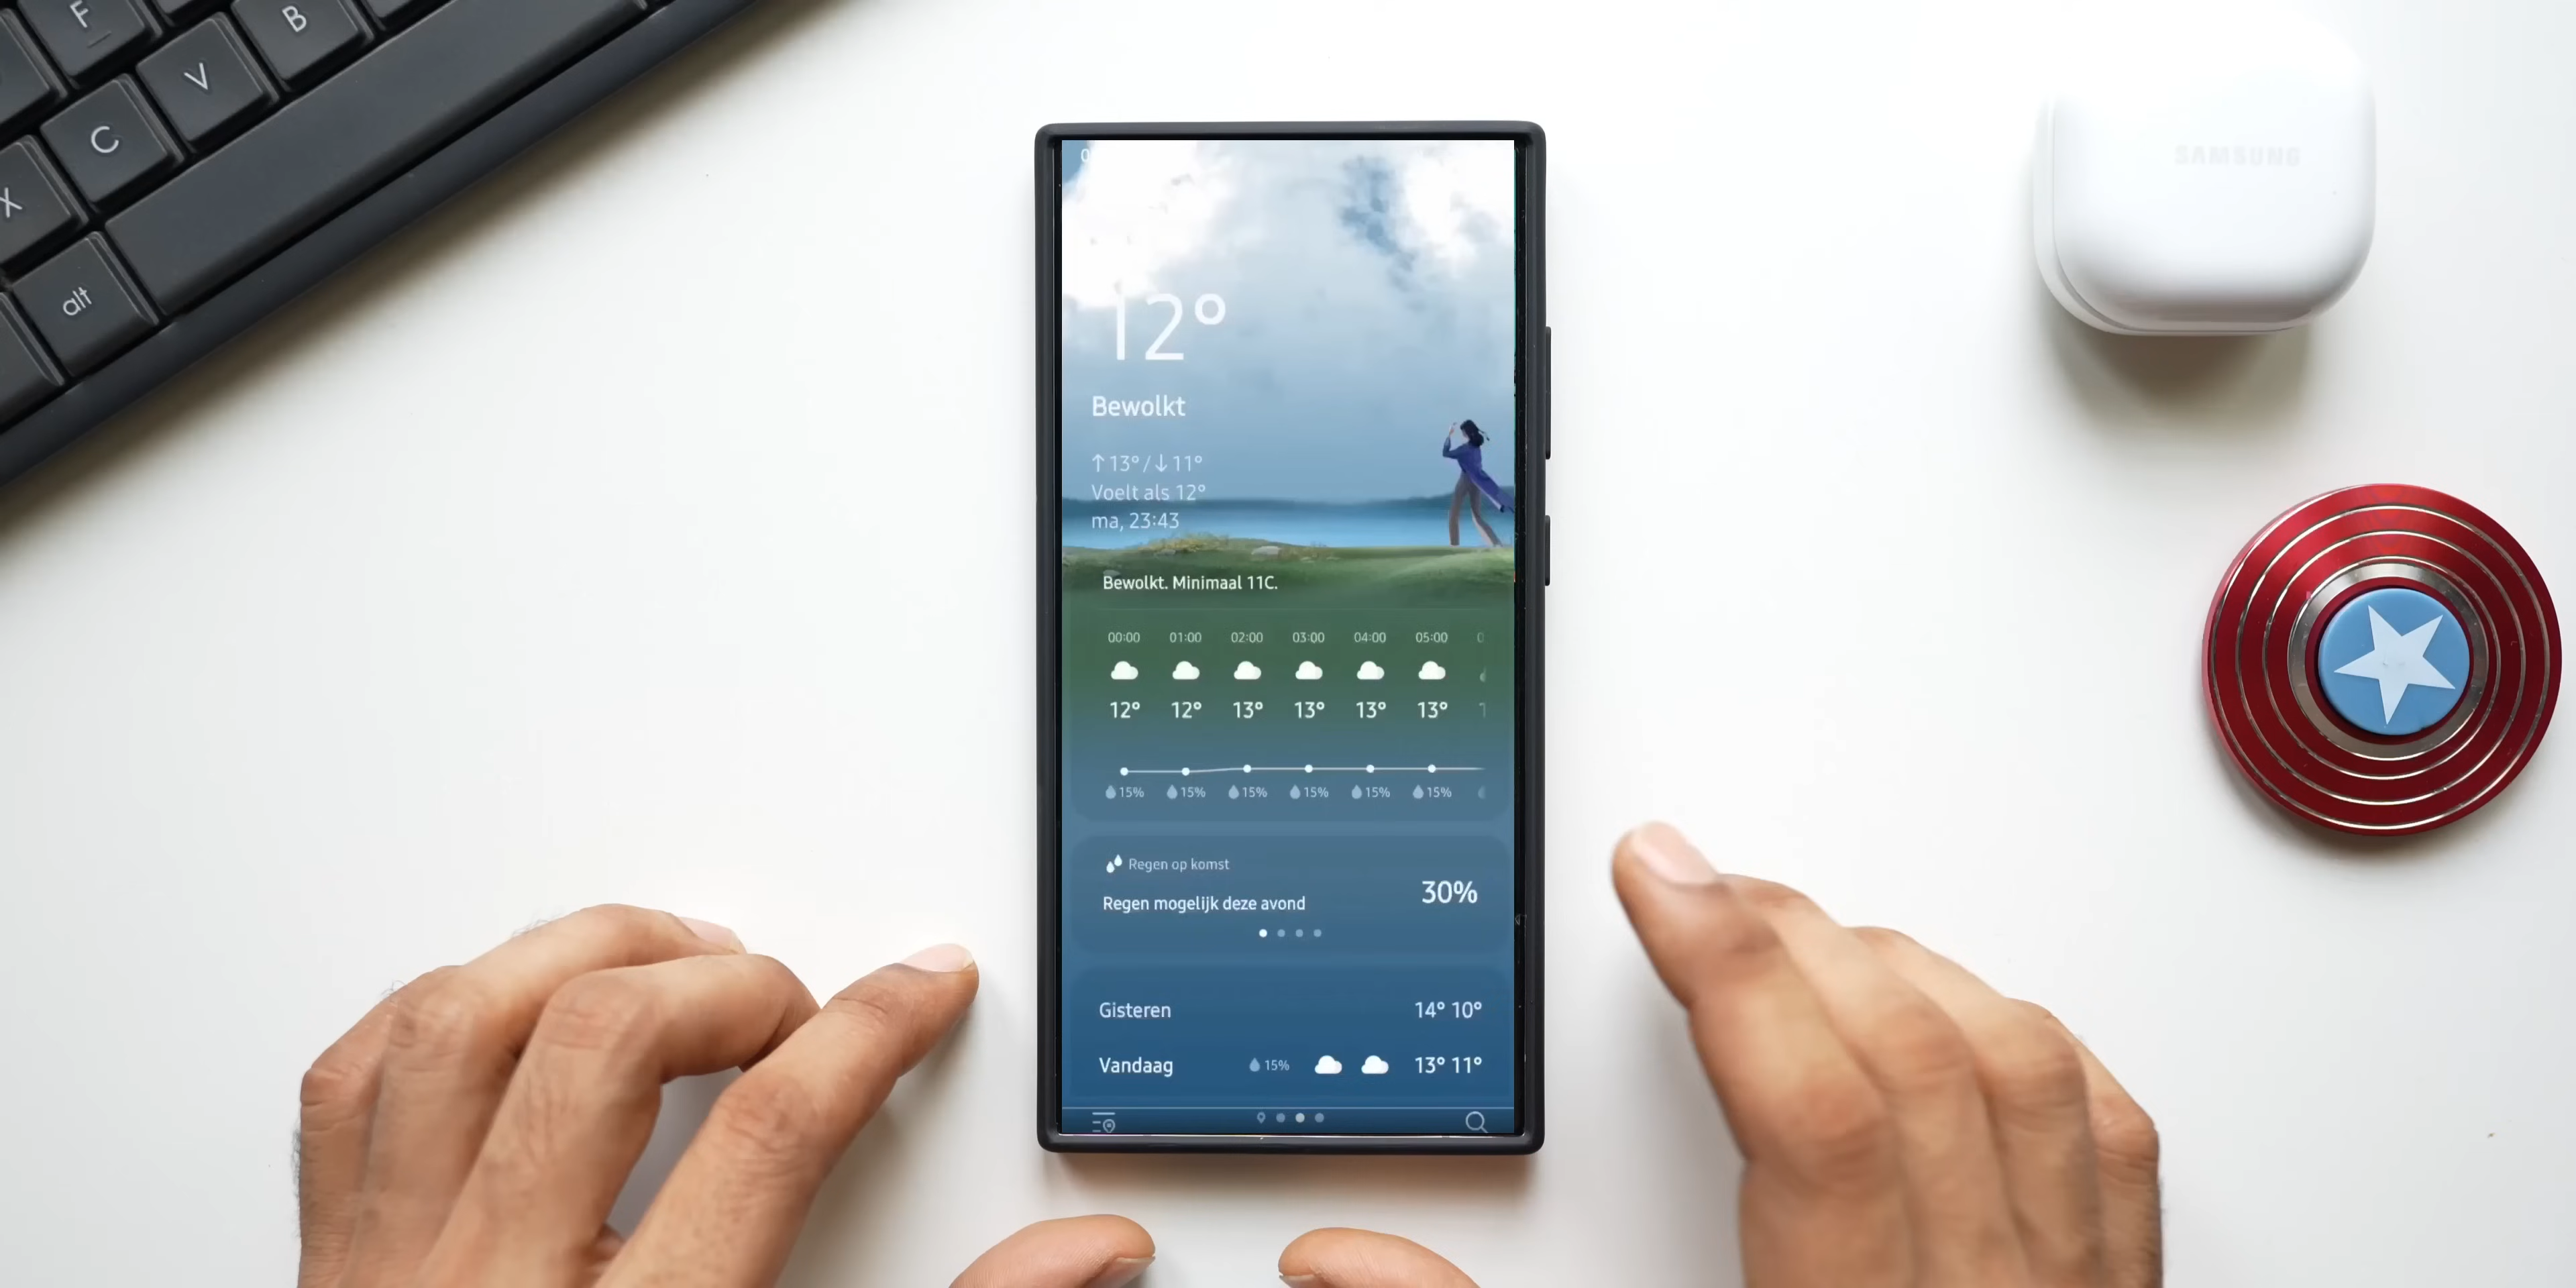 F
B
V
C
X
alt
SAMSUNG
12°
Bewolkt
↑13°/↓11°
Voelt als 12°
ma, 23:43
Bewolkt. Minimaal 11C.
00:00 01:00 02:00 03:00 04:00 05:00
12° 12° 13° 13° 13° 13°
15% 15% 15% 15% 15% 15%
Regen op komst
Regen mogelijk deze avond 30%
Gisteren 14° 10°
Vandaag 15% 13° 11°